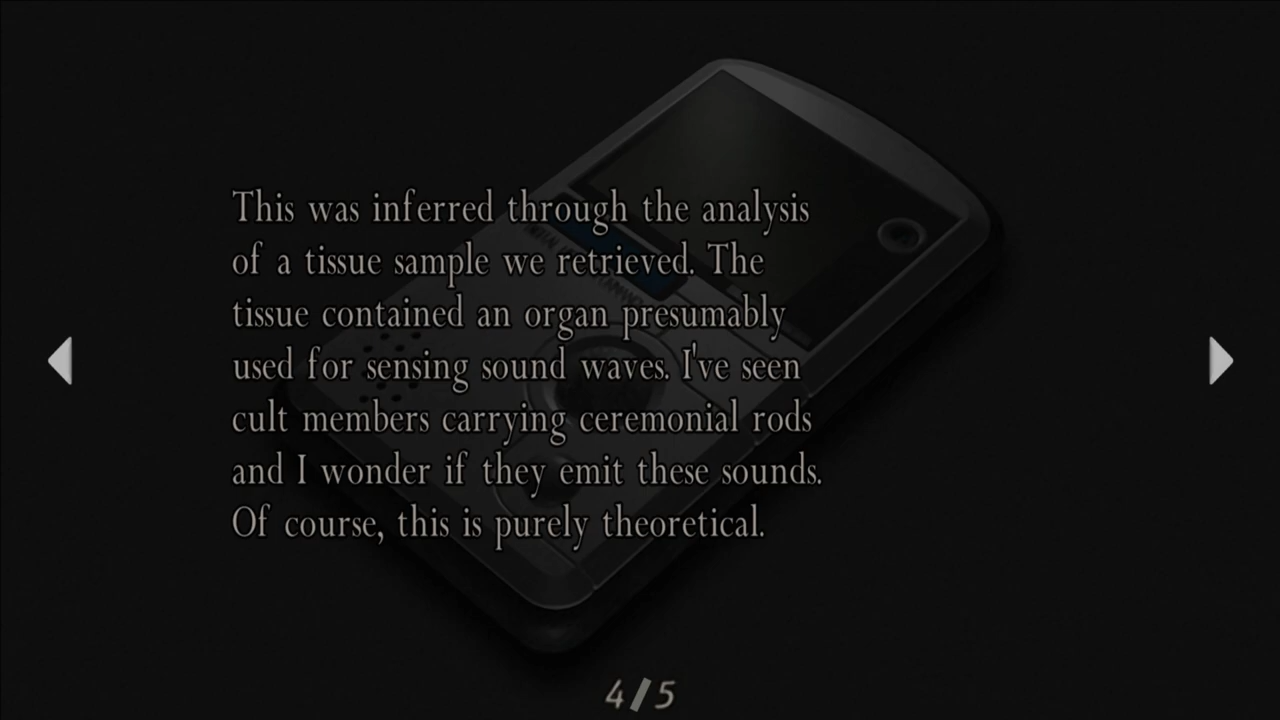 This was inferred through the analysis
of a tissue sample we retrieved. The
tissue contained an organ presumably
used for sensing sound waves. I've seen
cult members carrying ceremonial rods
and I wonder if they emit these sounds.
Of course, this is purely theoretical.
4/5